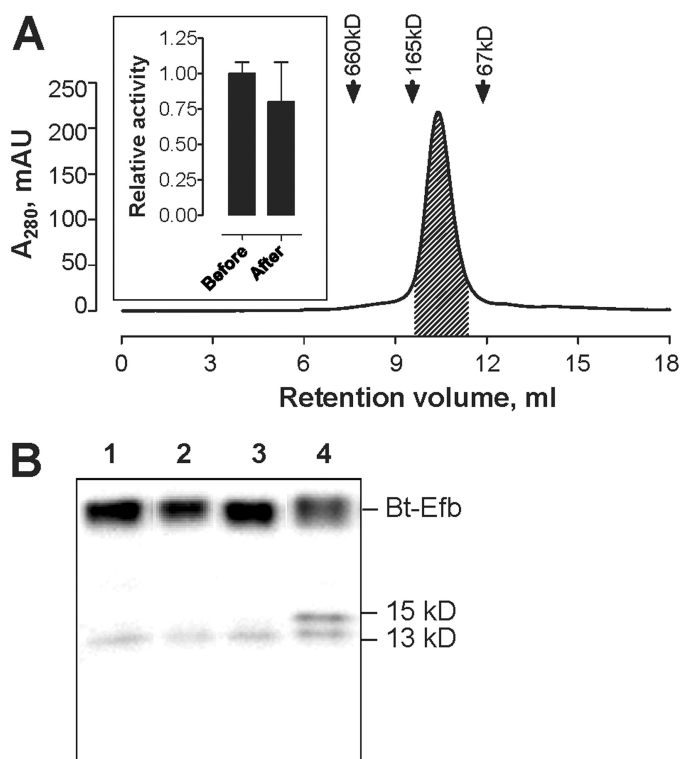 A
660kD
165kD
67kD
A280, mAU
250
200
150
100
50
0
Relative activity
1.25
1.00
0.75
0.50
0.25
0.00
Before
After
0 3 6 9 12 15 18
Retention volume, ml
B
1 2 3 4
Bt-Efb
15 kD
13 kD